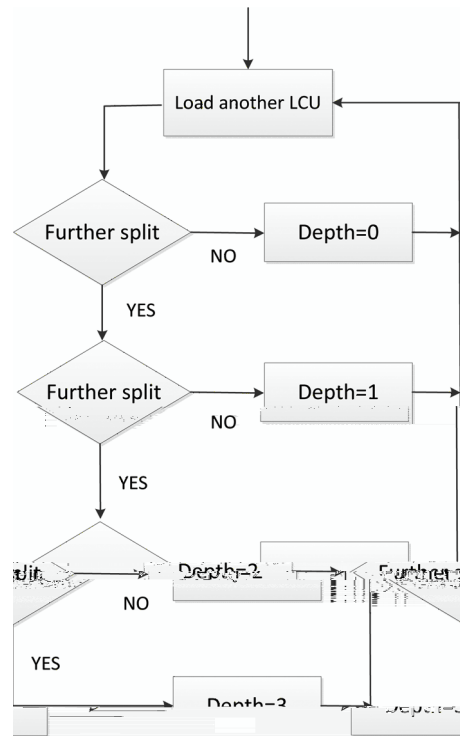 Load another LCU
Further split
Depth=0
NO
YES
Further split
Depth=1
NO
YES
Depth=2
Further
NO
YES
Depth=3